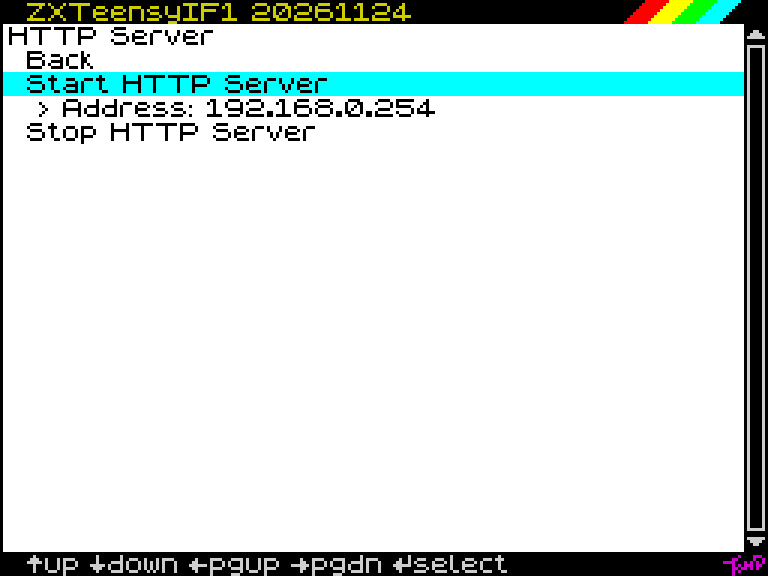 ZXTeensyIF1 20261124
HTTP Server
Back
Start HTTP Server
> Address: 192.168.0.254
Stop HTTP Server
↑up ↓down ←pgup →pgdn ↵select